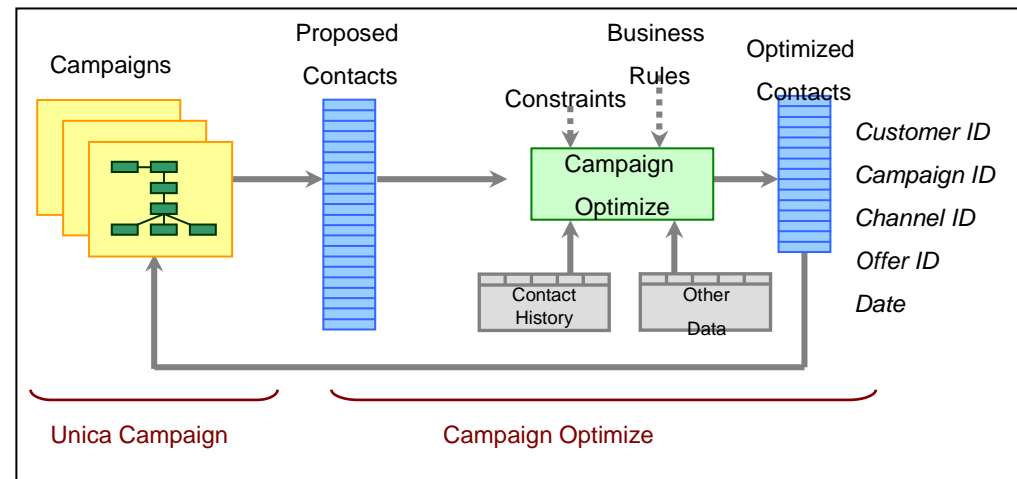 Campaigns
Proposed
Contacts
Constraints
Business
Rules
Optimized
Contacts
Campaign
Optimize
Contact
History
Other
Data
Customer ID
Campaign ID
Channel ID
Offer ID
Date
Unica Campaign
Campaign Optimize